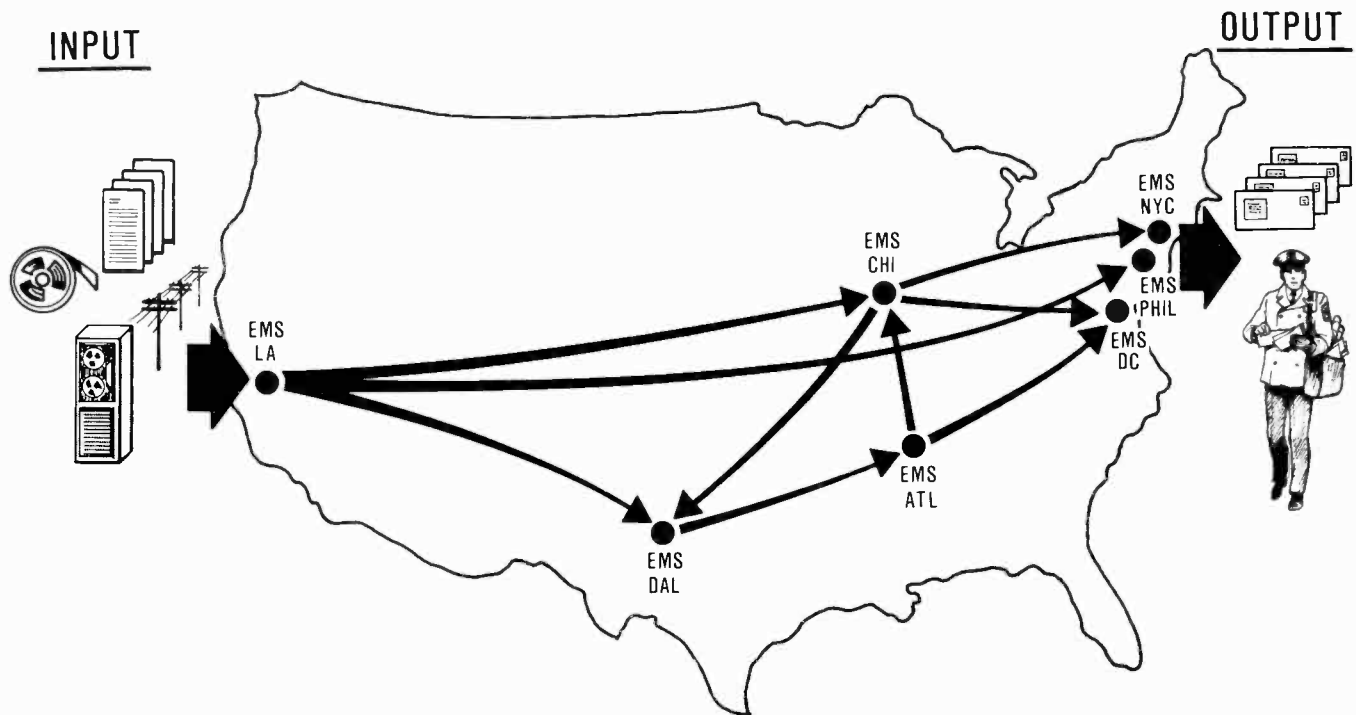 INPUT
OUTPUT
EMS
NYC
EMS
CHI
EMS
PHIL
EMS
LA
EMS
DC
EMS
ATL
EMS
DAL